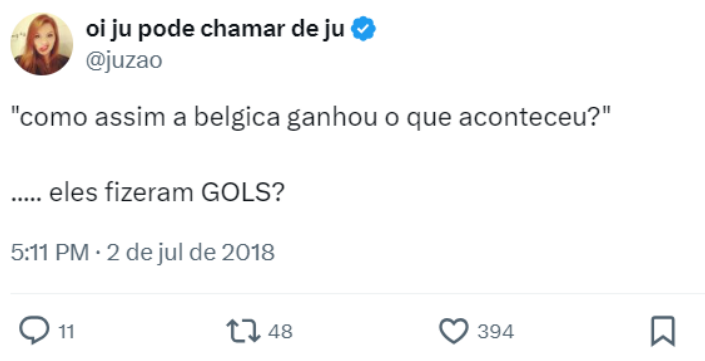 oi ju pode chamar de ju
@juzao
"como assim a belgica ganhou o que aconteceu?"
..... eles fizeram GOLS?
5:11 PM · 2 de jul de 2018
11 48 394